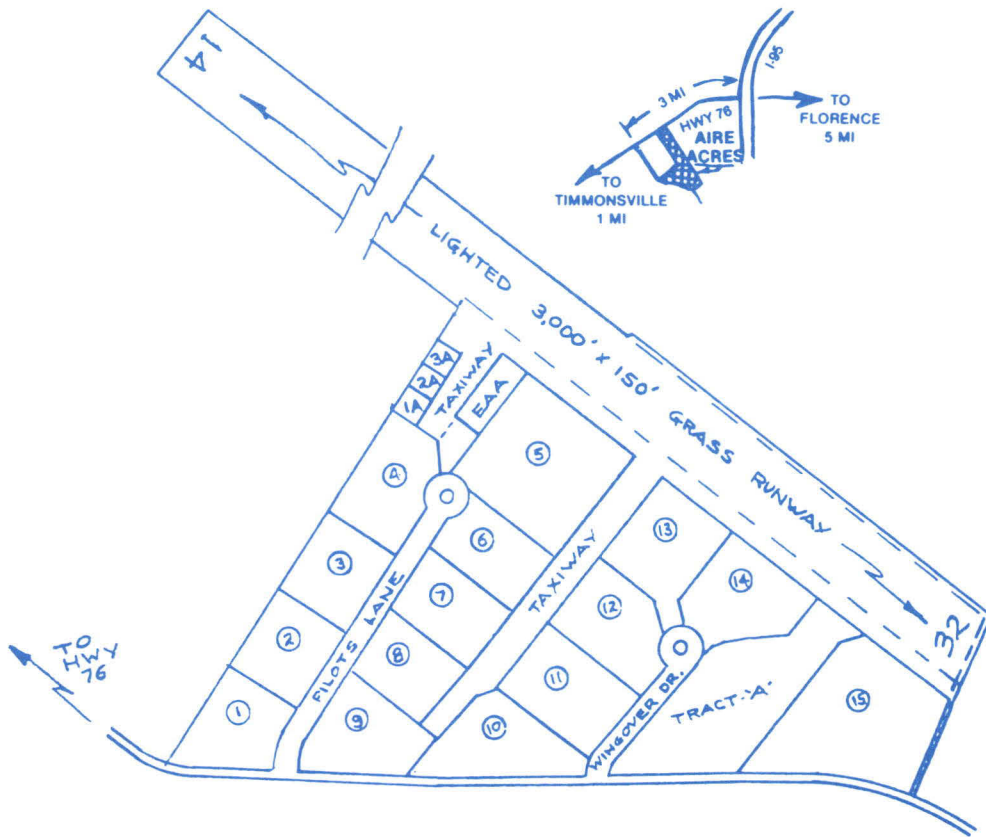 14
I-95
3 MI
HWY 76
AIRE
ACRES
TO
FLORENCE
5 MI
TO
TIMMONSVILLE
1 MI
LIGHTED 3,000' x 150' GRASS RUNWAY
32
3A
2A
1A
TAXIWAY
EAA
5
4
6
3
7
2
8
1
9
PILOTS LANE
TAXIWAY
13
14
12
11
10
WINGOVER DR.
TRACT-'A'
15
TO
HWY
76